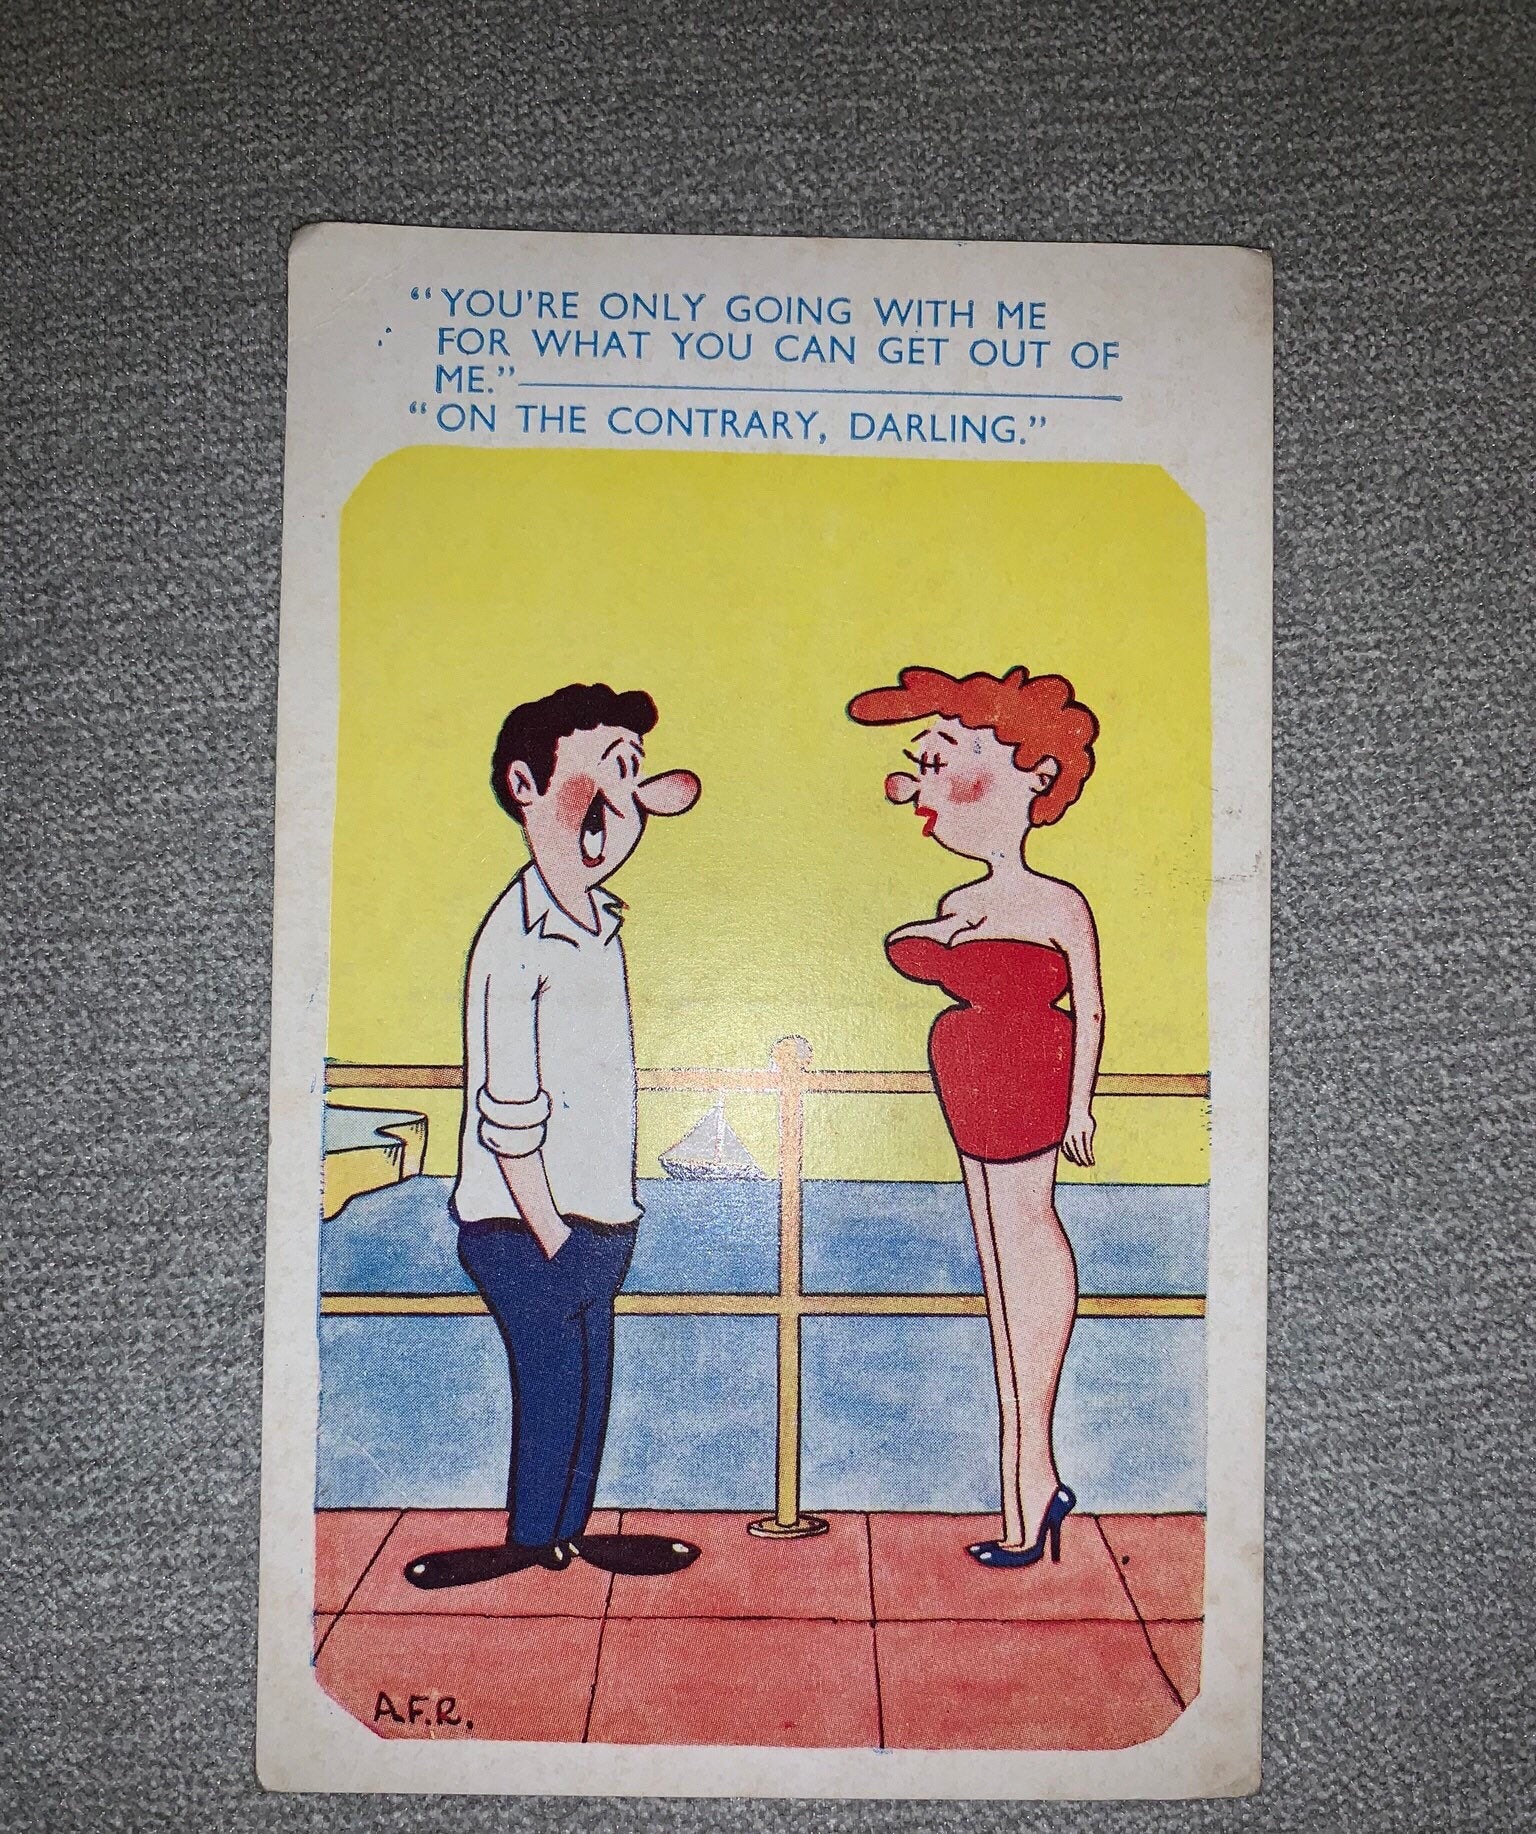 “YOU'RE ONLY GOING WITH ME
FOR WHAT YOU CAN GET OUT OF
ME.”
“ON THE CONTRARY, DARLING.”
A.F.R.